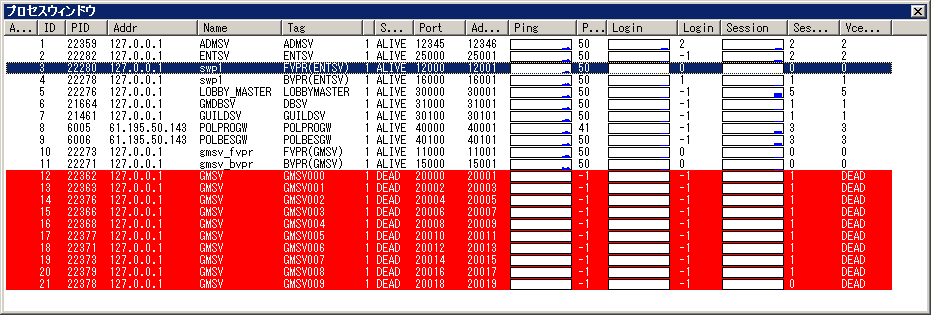 プロセスウィンドウ
A... ID PID Addr Name Tag S... Port Ad... Ping P... Login Login Session Ses... Vce...
1 22359 127.0.0.1 ADMSV ADMSV 1 ALIVE 12345 12346 50 2 2 2
2 22282 127.0.0.1 ENTSV ENTSV 1 ALIVE 25000 25001 50 -1 2 2
3 22280 127.0.0.1 swp1 FVPR(ENTSV) 1 ALIVE 12000 12001 50 0 0 0
4 22278 127.0.0.1 swp1 BVPR(ENTSV) 1 ALIVE 16000 16001 50 0 1 1
5 22276 127.0.0.1 LOBBY_MASTER LOBBYMASTER 1 ALIVE 30000 30001 50 -1 5 5
6 21664 127.0.0.1 GMDBSV DBSV 1 ALIVE 31000 31001 50 -1 1 1
7 21461 127.0.0.1 GUILDSV GUILDSV 1 ALIVE 30100 30101 50 -1 1 1
8 6005 61.195.50.143 POLPROGW POLPROGW 1 ALIVE 40000 40001 41 -1 3 3
9 6006 61.195.50.143 POLBESGW POLBESGW 1 ALIVE 40100 40101 50 -1 3 3
10 22273 127.0.0.1 gmsv_fvpr FVPR(GMSV) 1 ALIVE 11000 11001 50 0 0 0
11 22271 127.0.0.1 gmsv_bvpr BVPR(GMSV) 1 ALIVE 15000 15001 50 0 1 1
12 22362 127.0.0.1 GMSV GMSV000 1 DEAD 20000 20001 -1 -1 1 DEAD
13 22363 127.0.0.1 GMSV GMSV001 1 DEAD 20002 20003 -1 -1 1 DEAD
14 22376 127.0.0.1 GMSV GMSV002 1 DEAD 20004 20005 -1 -1 1 DEAD
15 22366 127.0.0.1 GMSV GMSV003 1 DEAD 20006 20007 -1 -1 1 DEAD
16 22368 127.0.0.1 GMSV GMSV004 1 DEAD 20008 20009 -1 -1 1 DEAD
17 22377 127.0.0.1 GMSV GMSV005 1 DEAD 20010 20011 -1 -1 1 DEAD
18 22371 127.0.0.1 GMSV GMSV006 1 DEAD 20012 20013 -1 -1 1 DEAD
19 22373 127.0.0.1 GMSV GMSV007 1 DEAD 20014 20015 -1 -1 1 DEAD
20 22379 127.0.0.1 GMSV GMSV008 1 DEAD 20016 20017 -1 -1 1 DEAD
21 22378 127.0.0.1 GMSV GMSV009 1 DEAD 20018 20019 -1 -1 0 DEAD